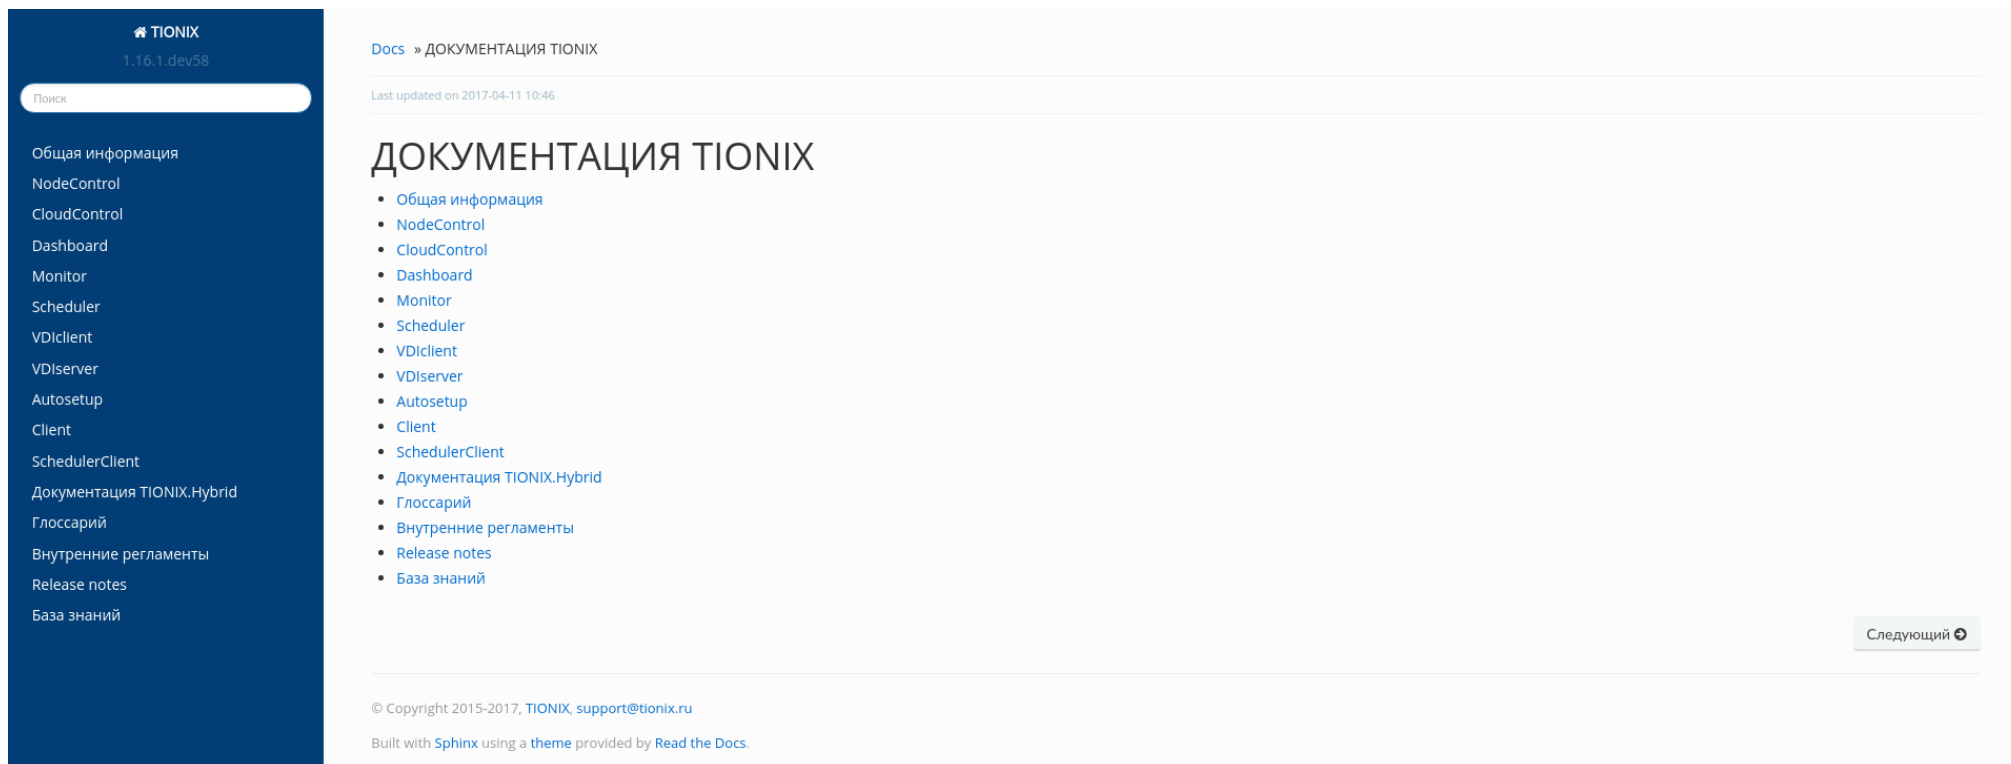 TIONIX
1.16.1.dev58
Поиск
Общая информация
NodeControl
CloudControl
Dashboard
Monitor
Scheduler
VDIclient
VDIserver
Autosetup
Client
SchedulerClient
Документация TIONIX.Hybrid
Глоссарий
Внутренние регламенты
Release notes
База знаний
Docs » ДОКУМЕНТАЦИЯ TIONIX
Last updated on 2017-04-11 10:46
ДОКУМЕНТАЦИЯ TIONIX
• Общая информация
• NodeControl
• CloudControl
• Dashboard
• Monitor
• Scheduler
• VDIclient
• VDIserver
• Autosetup
• Client
• SchedulerClient
• Документация TIONIX.Hybrid
• Глоссарий
• Внутренние регламенты
• Release notes
• База знаний
Следующий
© Copyright 2015-2017, TIONIX, support@tionix.ru
Built with Sphinx using a theme provided by Read the Docs.